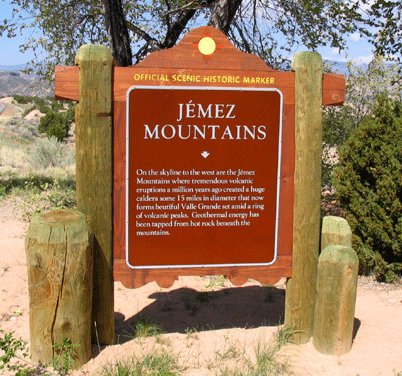 OFFICIAL SCENIC HISTORIC MARKER
JÉMEZ
MOUNTAINS
On the skyline to the west are the Jémez
Mountains where tremendous volcanic
eruptions a million years ago created a huge
caldera some 15 miles in diameter that now
forms beutiful Valle Grande set amid a ring
of volcanic peaks. Geothermal energy has
been tapped from hot rock beneath the
mountains.